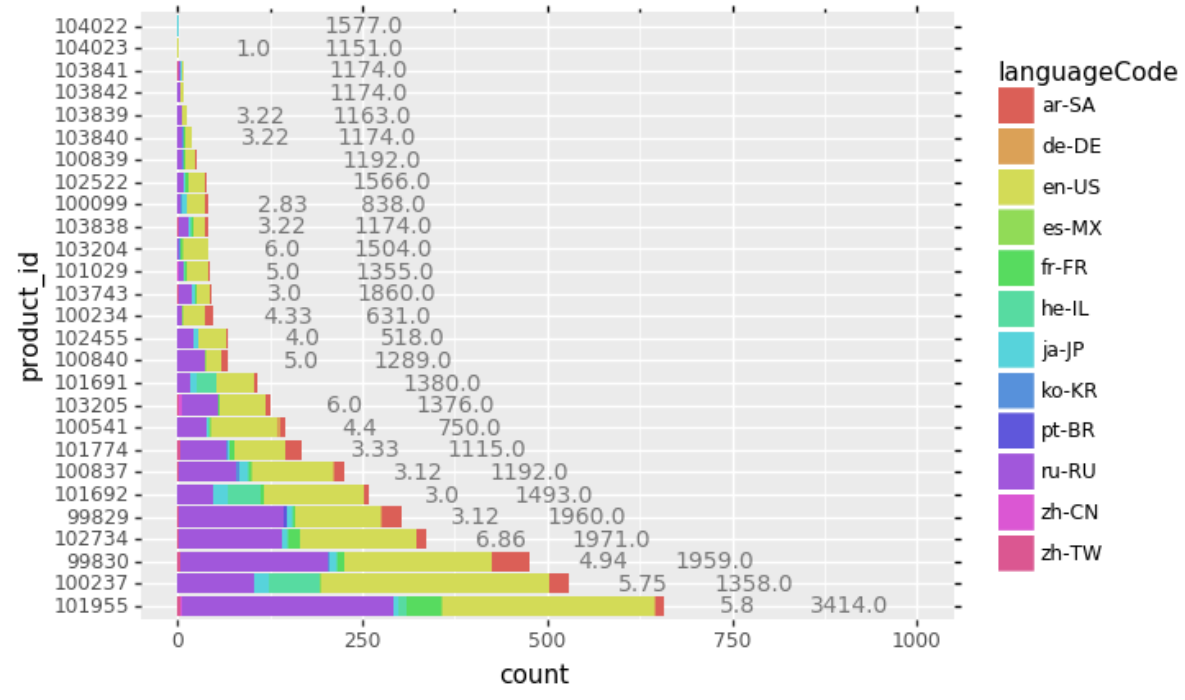 104022 1577.0
104023 1.0 1151.0
103841 1174.0
103842 1174.0
103839 3.22 1163.0
103840 3.22 1174.0
100839 1192.0
102522 1566.0
100099 2.83 838.0
103838 3.22 1174.0
103204 6.0 1504.0
101029 5.0 1355.0
103743 3.0 1860.0
100234 4.33 631.0
102455 4.0 518.0
100840 5.0 1289.0
101691 1380.0
103205 6.0 1376.0
100541 4.4 750.0
101774 3.33 1115.0
100837 3.12 1192.0
101692 3.0 1493.0
99829 3.12 1960.0
102734 6.86 1971.0
99830 4.94 1959.0
100237 5.75 1358.0
101955 5.8 3414.0
product_id
0 250 500 750 1000
count
languageCode
ar-SA
de-DE
en-US
es-MX
fr-FR
he-IL
ja-JP
ko-KR
pt-BR
ru-RU
zh-CN
zh-TW